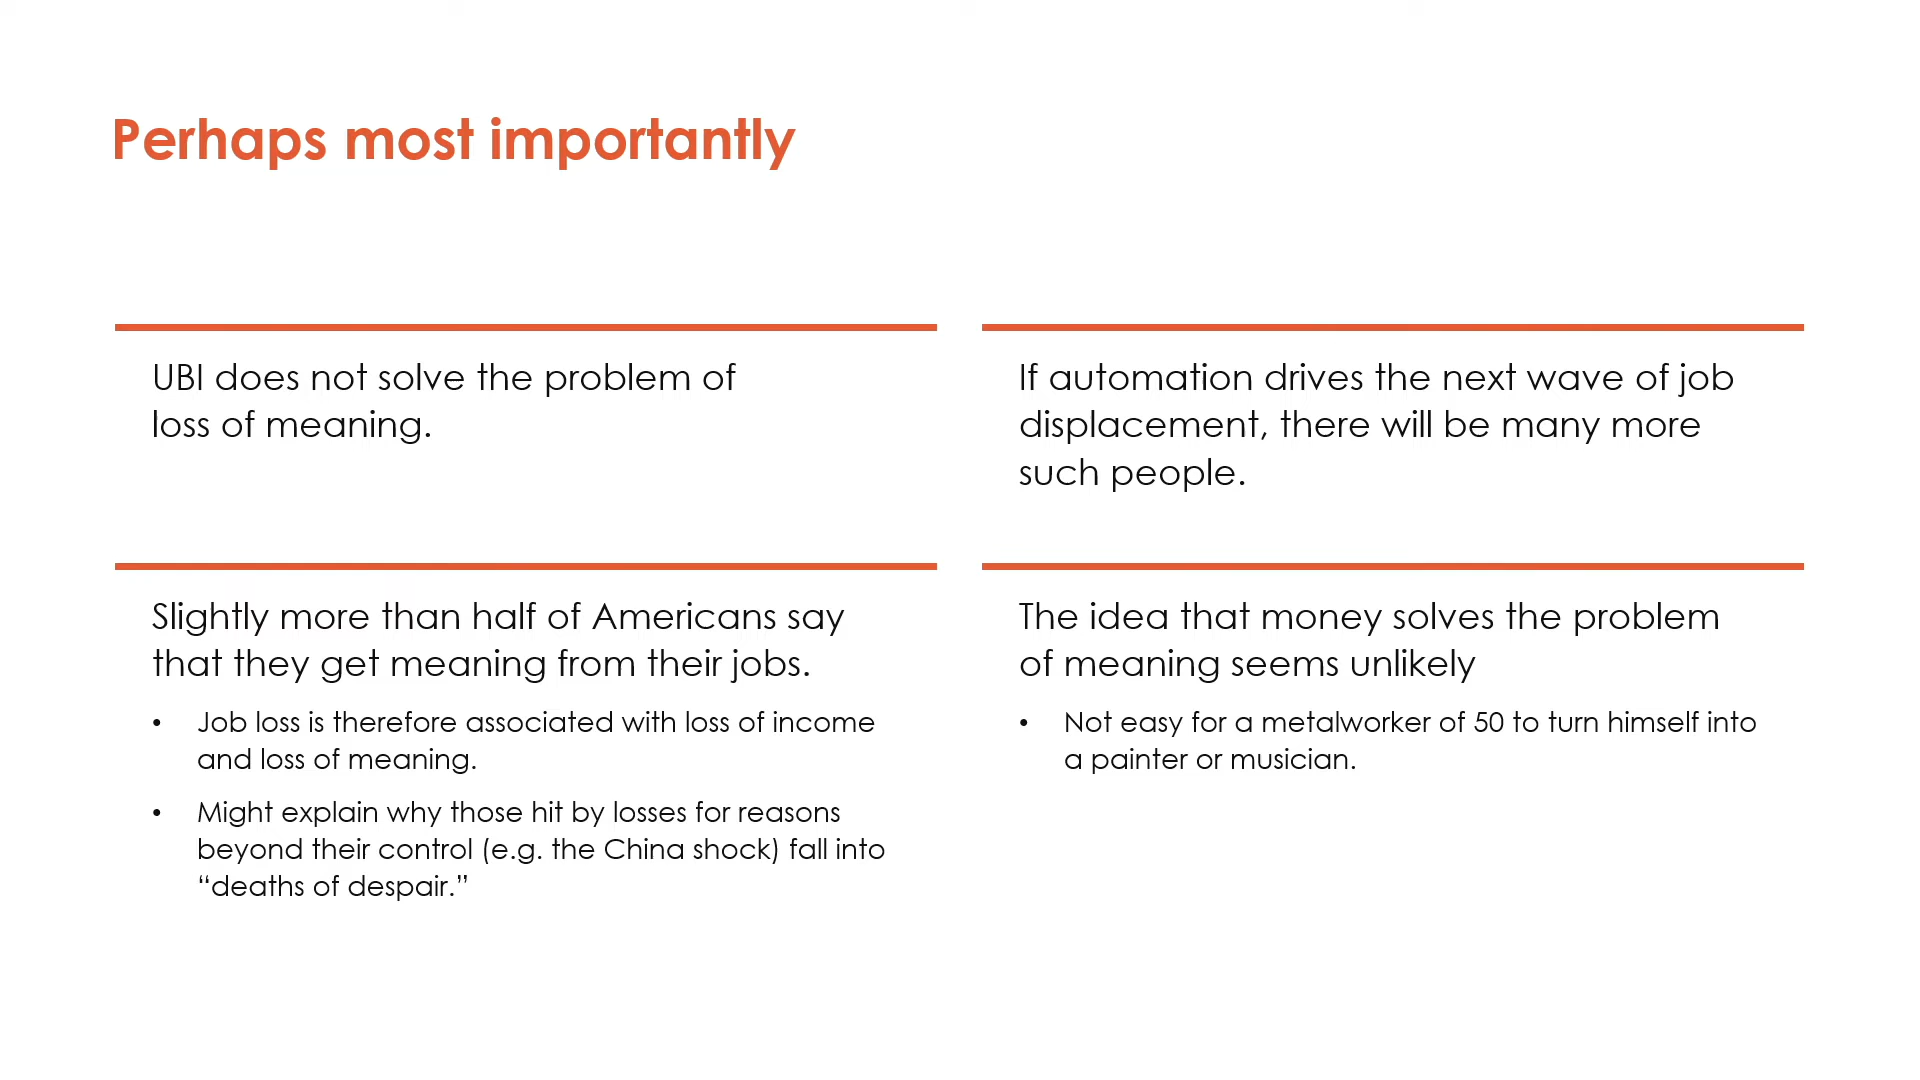 Perhaps most importantly
UBI does not solve the problem of
loss of meaning.
If automation drives the next wave of job
displacement, there will be many more
such people.
Slightly more than half of Americans say
that they get meaning from their jobs.
• Job loss is therefore associated with loss of income
and loss of meaning.
• Might explain why those hit by losses for reasons
beyond their control (e.g. the China shock) fall into
“deaths of despair.”
The idea that money solves the problem
of meaning seems unlikely
• Not easy for a metalworker of 50 to turn himself into
a painter or musician.